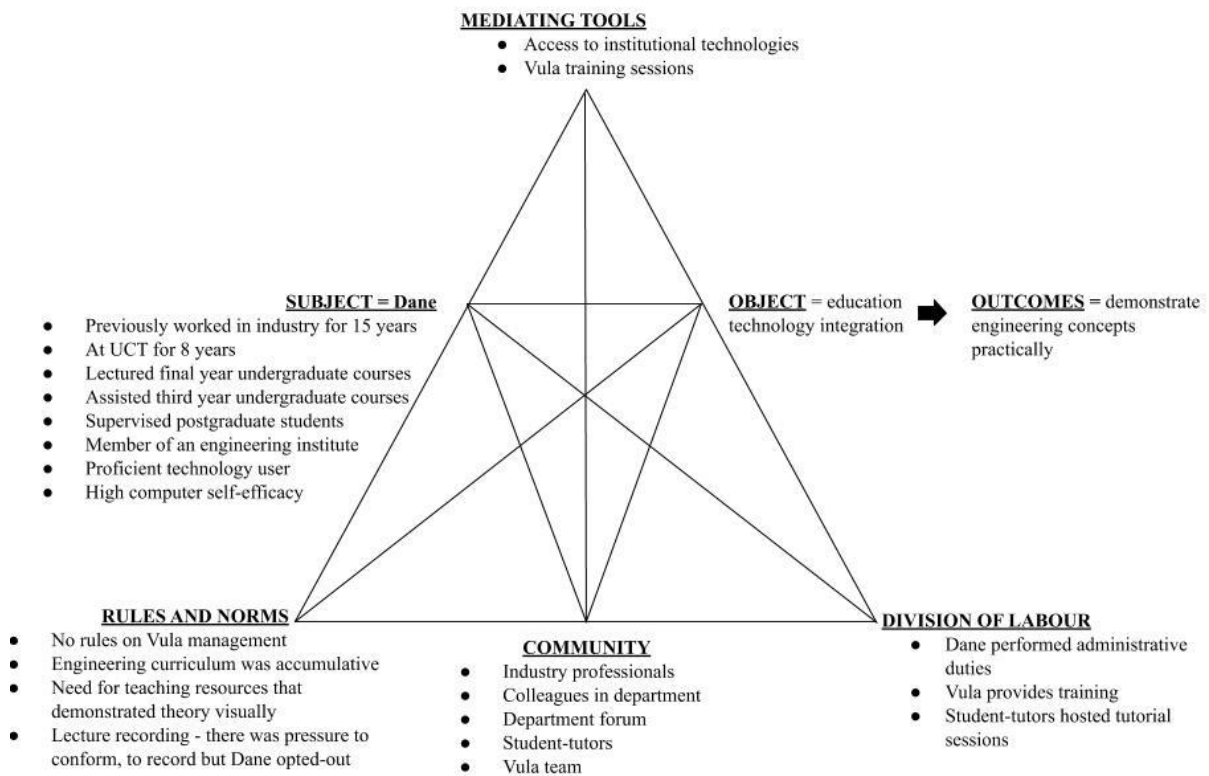 MEDIATING TOOLS
● Access to institutional technologies
● Vula training sessions
SUBJECT = Dane
● Previously worked in industry for 15 years
● At UCT for 8 years
● Lectured final year undergraduate courses
● Assisted third year undergraduate courses
● Supervised postgraduate students
● Member of an engineering institute
● Proficient technology user
● High computer self-efficacy
OBJECT = education
technology integration
OUTCOMES = demonstrate
engineering concepts
practically
RULES AND NORMS
● No rules on Vula management
● Engineering curriculum was accumulative
● Need for teaching resources that
demonstrated theory visually
● Lecture recording - there was pressure to
conform, to record but Dane opted-out
COMMUNITY
● Industry professionals
● Colleagues in department
● Department forum
● Student-tutors
● Vula team
DIVISION OF LABOUR
● Dane performed administrative
duties
● Vula provides training
● Student-tutors hosted tutorial
sessions